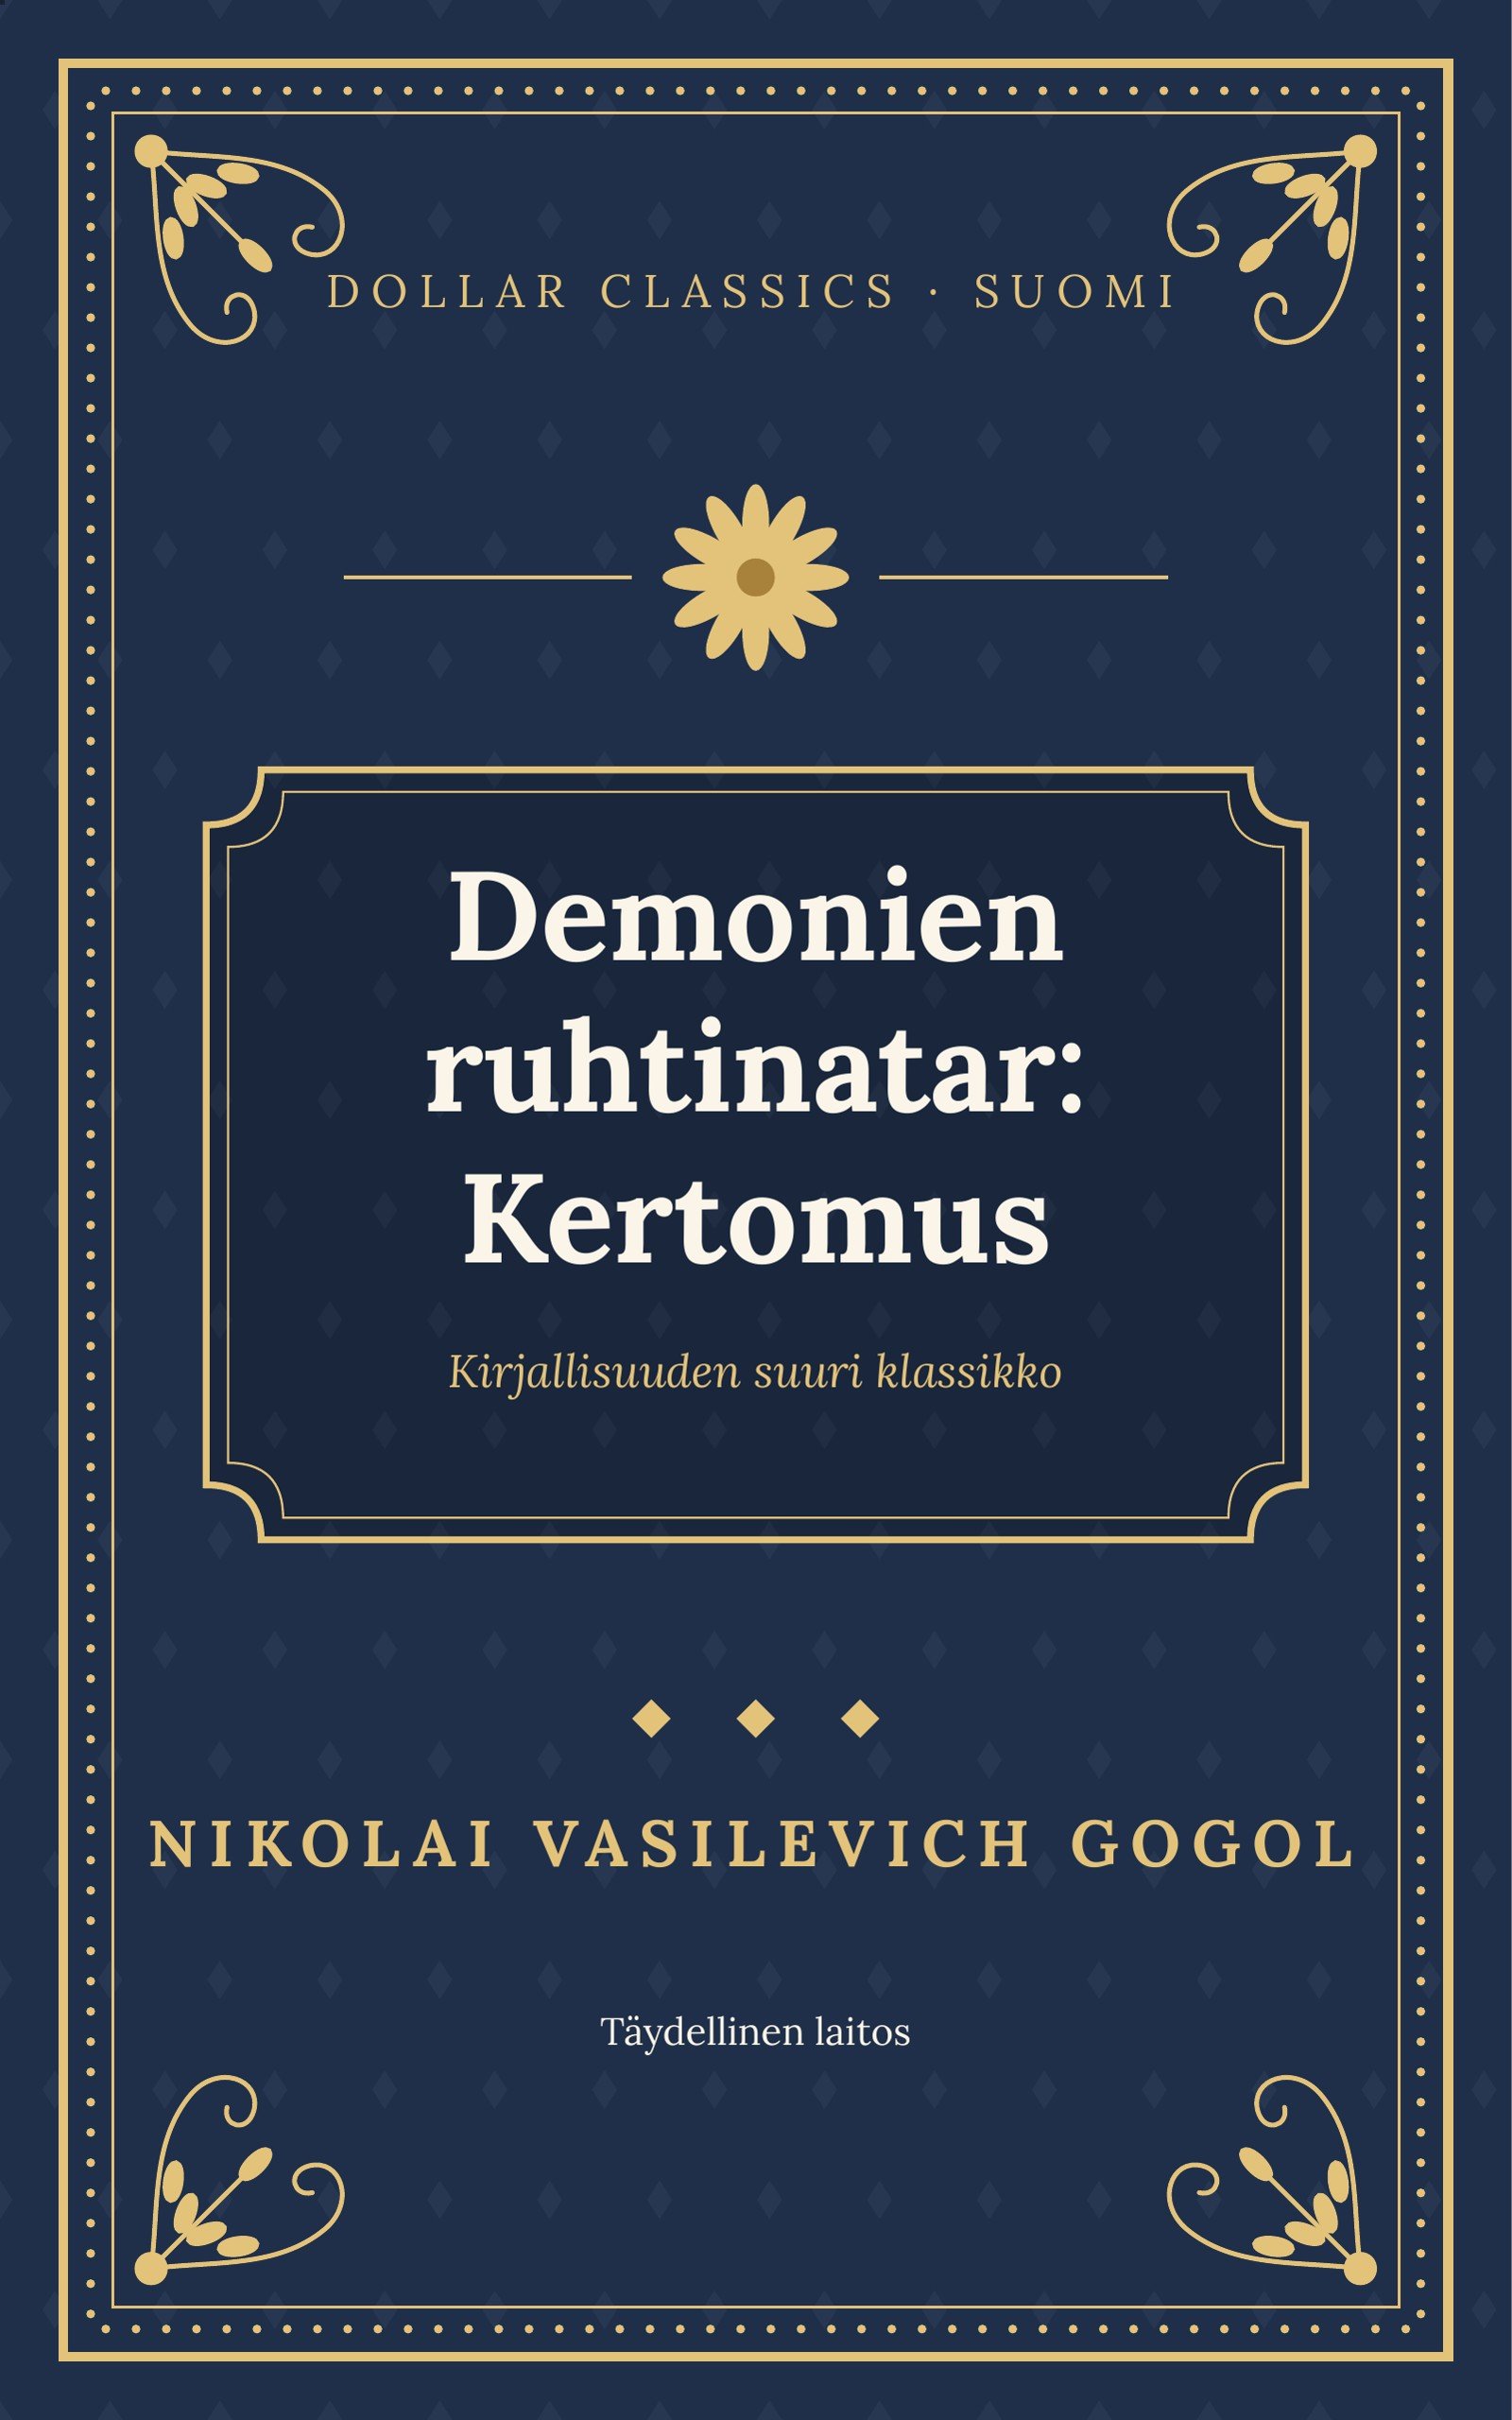 DOLLAR CLASSICS · SUOMI
Demonien
ruhtinatar:
Kertomus
Kirjallisuuden suuri klassikko
NIKOLAI VASILEVICH GOGOL
Täydellinen laitos